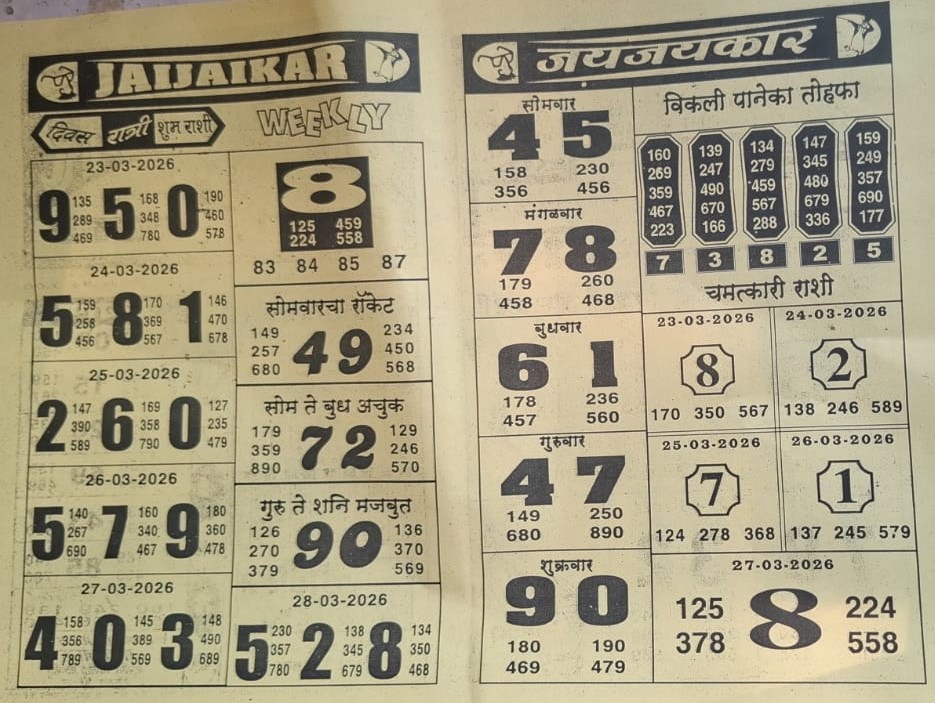 JAIJAIKAR
दिवस रात्री शुभ राशी
WEEKLY
23-03-2026
9 135 289 469 5 168 348 780 0 190 460 578
24-03-2026
5 159 258 456 8 170 369 567 1 146 470 678
25-03-2026
2 147 390 589 6 169 358 790 0 127 235 479
26-03-2026
5 140 267 690 7 160 340 467 9 180 360 478
27-03-2026
4 158 356 789 0 145 389 569 3 148 490 689
8
125 459
224 558
83 84 85 87
सोमवारचा रॉकेट
149 234
257 49 450
680 568
सोम ते बुध अचुक
179 129
359 72 246
890 570
गुरु ते शनि मजबुत
126 136
270 90 370
379 569
28-03-2026
5 230 357 780 2 138 345 679 8 134 350 468
जयजयकार
सोमवार
4 5
158 230
356 456
मंगळवार
7 8
179 260
458 468
बुधवार
6 1
178 236
457 560
गुरुवार
4 7
149 250
680 890
शुक्रवार
9 0
180 190
469 479
विकली पानेका तोहफा
160 139 134 147 159
269 247 279 345 249
359 490 459 480 357
467 670 567 679 690
223 166 288 336 177
7 3 8 2 5
चमत्कारी राशी
23-03-2026
8
170 350 567
24-03-2026
2
138 246 589
25-03-2026
7
124 278 368
26-03-2026
1
137 245 579
27-03-2026
125 224
8
378 558